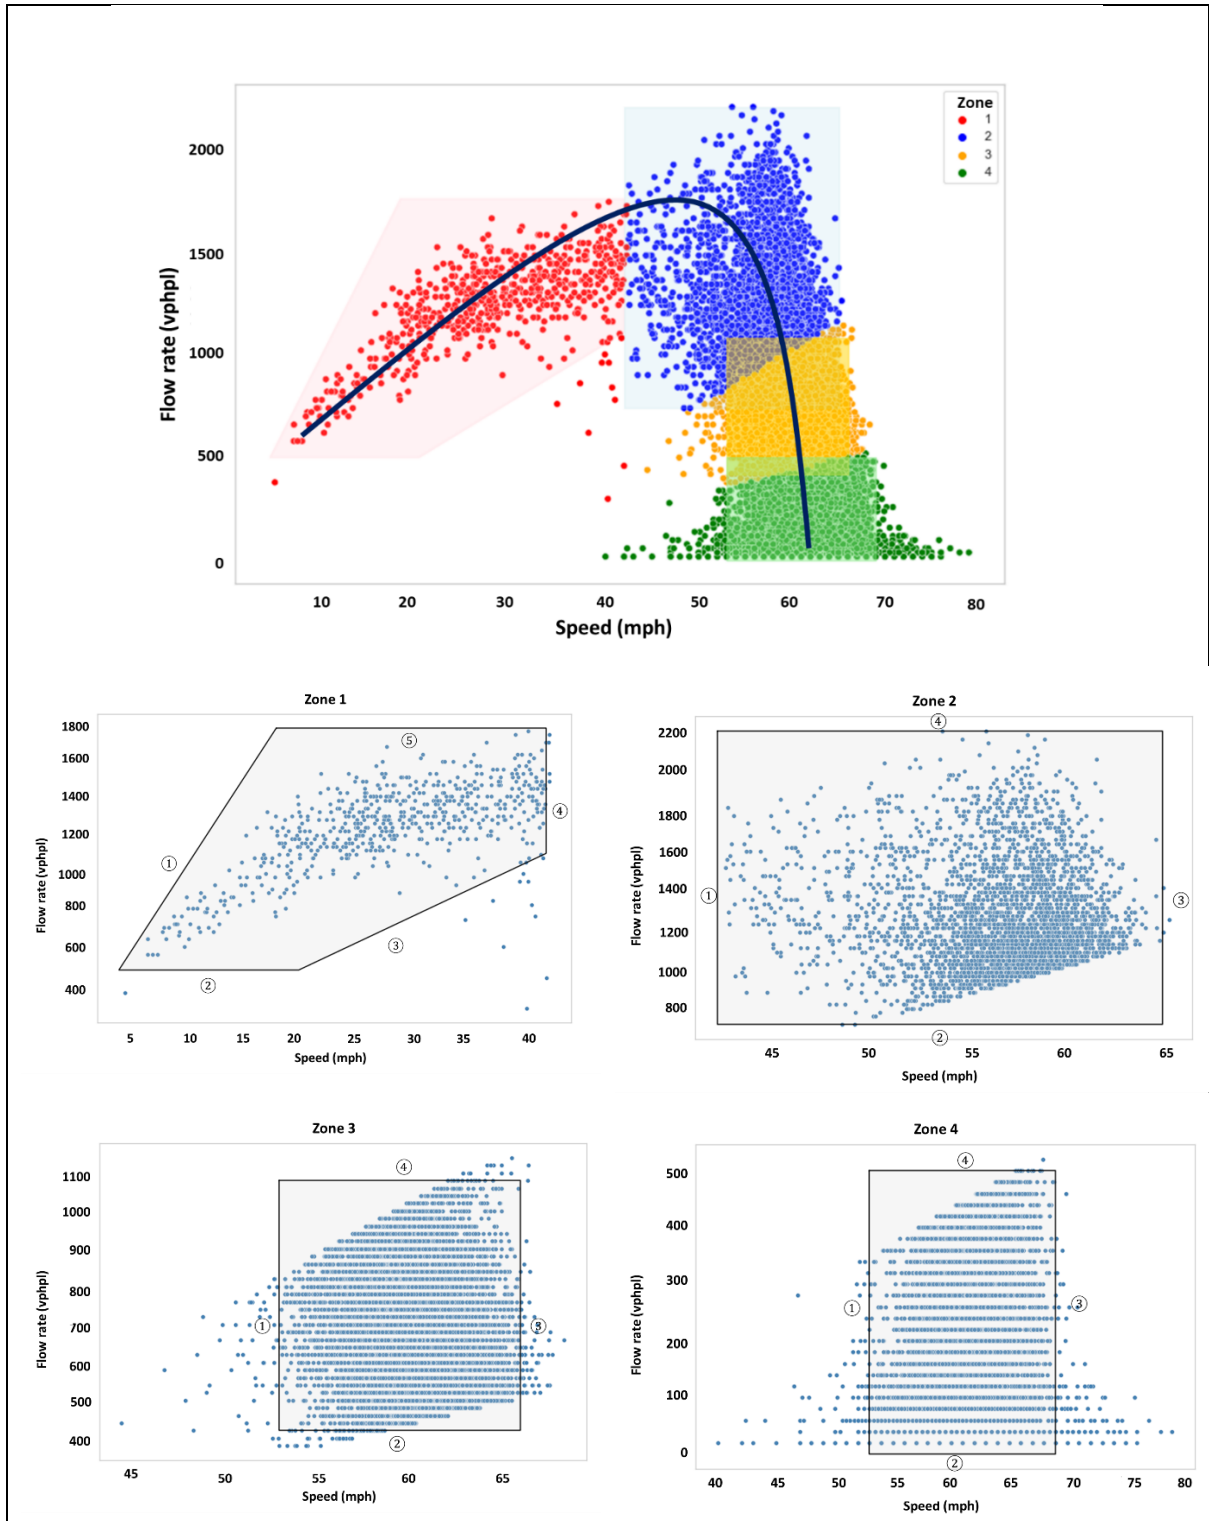 Zone
1
2
3
4
2000
1500
1000
500
0
Flow rate (vphpl)
10 20 30 40 50 60 70 80
Speed (mph)
Zone 1
1800
1600
1400
1200
1000
800
600
400
Flow rate (vphpl)
① ② ③ ④ ⑤
5 10 15 20 25 30 35 40
Speed (mph)
Zone 2
2200
2000
1800
1600
1400
1200
1000
800
Flow rate (vphpl)
① ② ③ ④
45 50 55 60 65
Speed (mph)
Zone 3
1100
1000
900
800
700
600
500
400
Flow rate (vphpl)
① ② ③ ④
45 50 55 60 65
Speed (mph)
Zone 4
500
400
300
200
100
0
Flow rate (vphpl)
① ② ③ ④
40 45 50 55 60 65 70 75 80
Speed (mph)